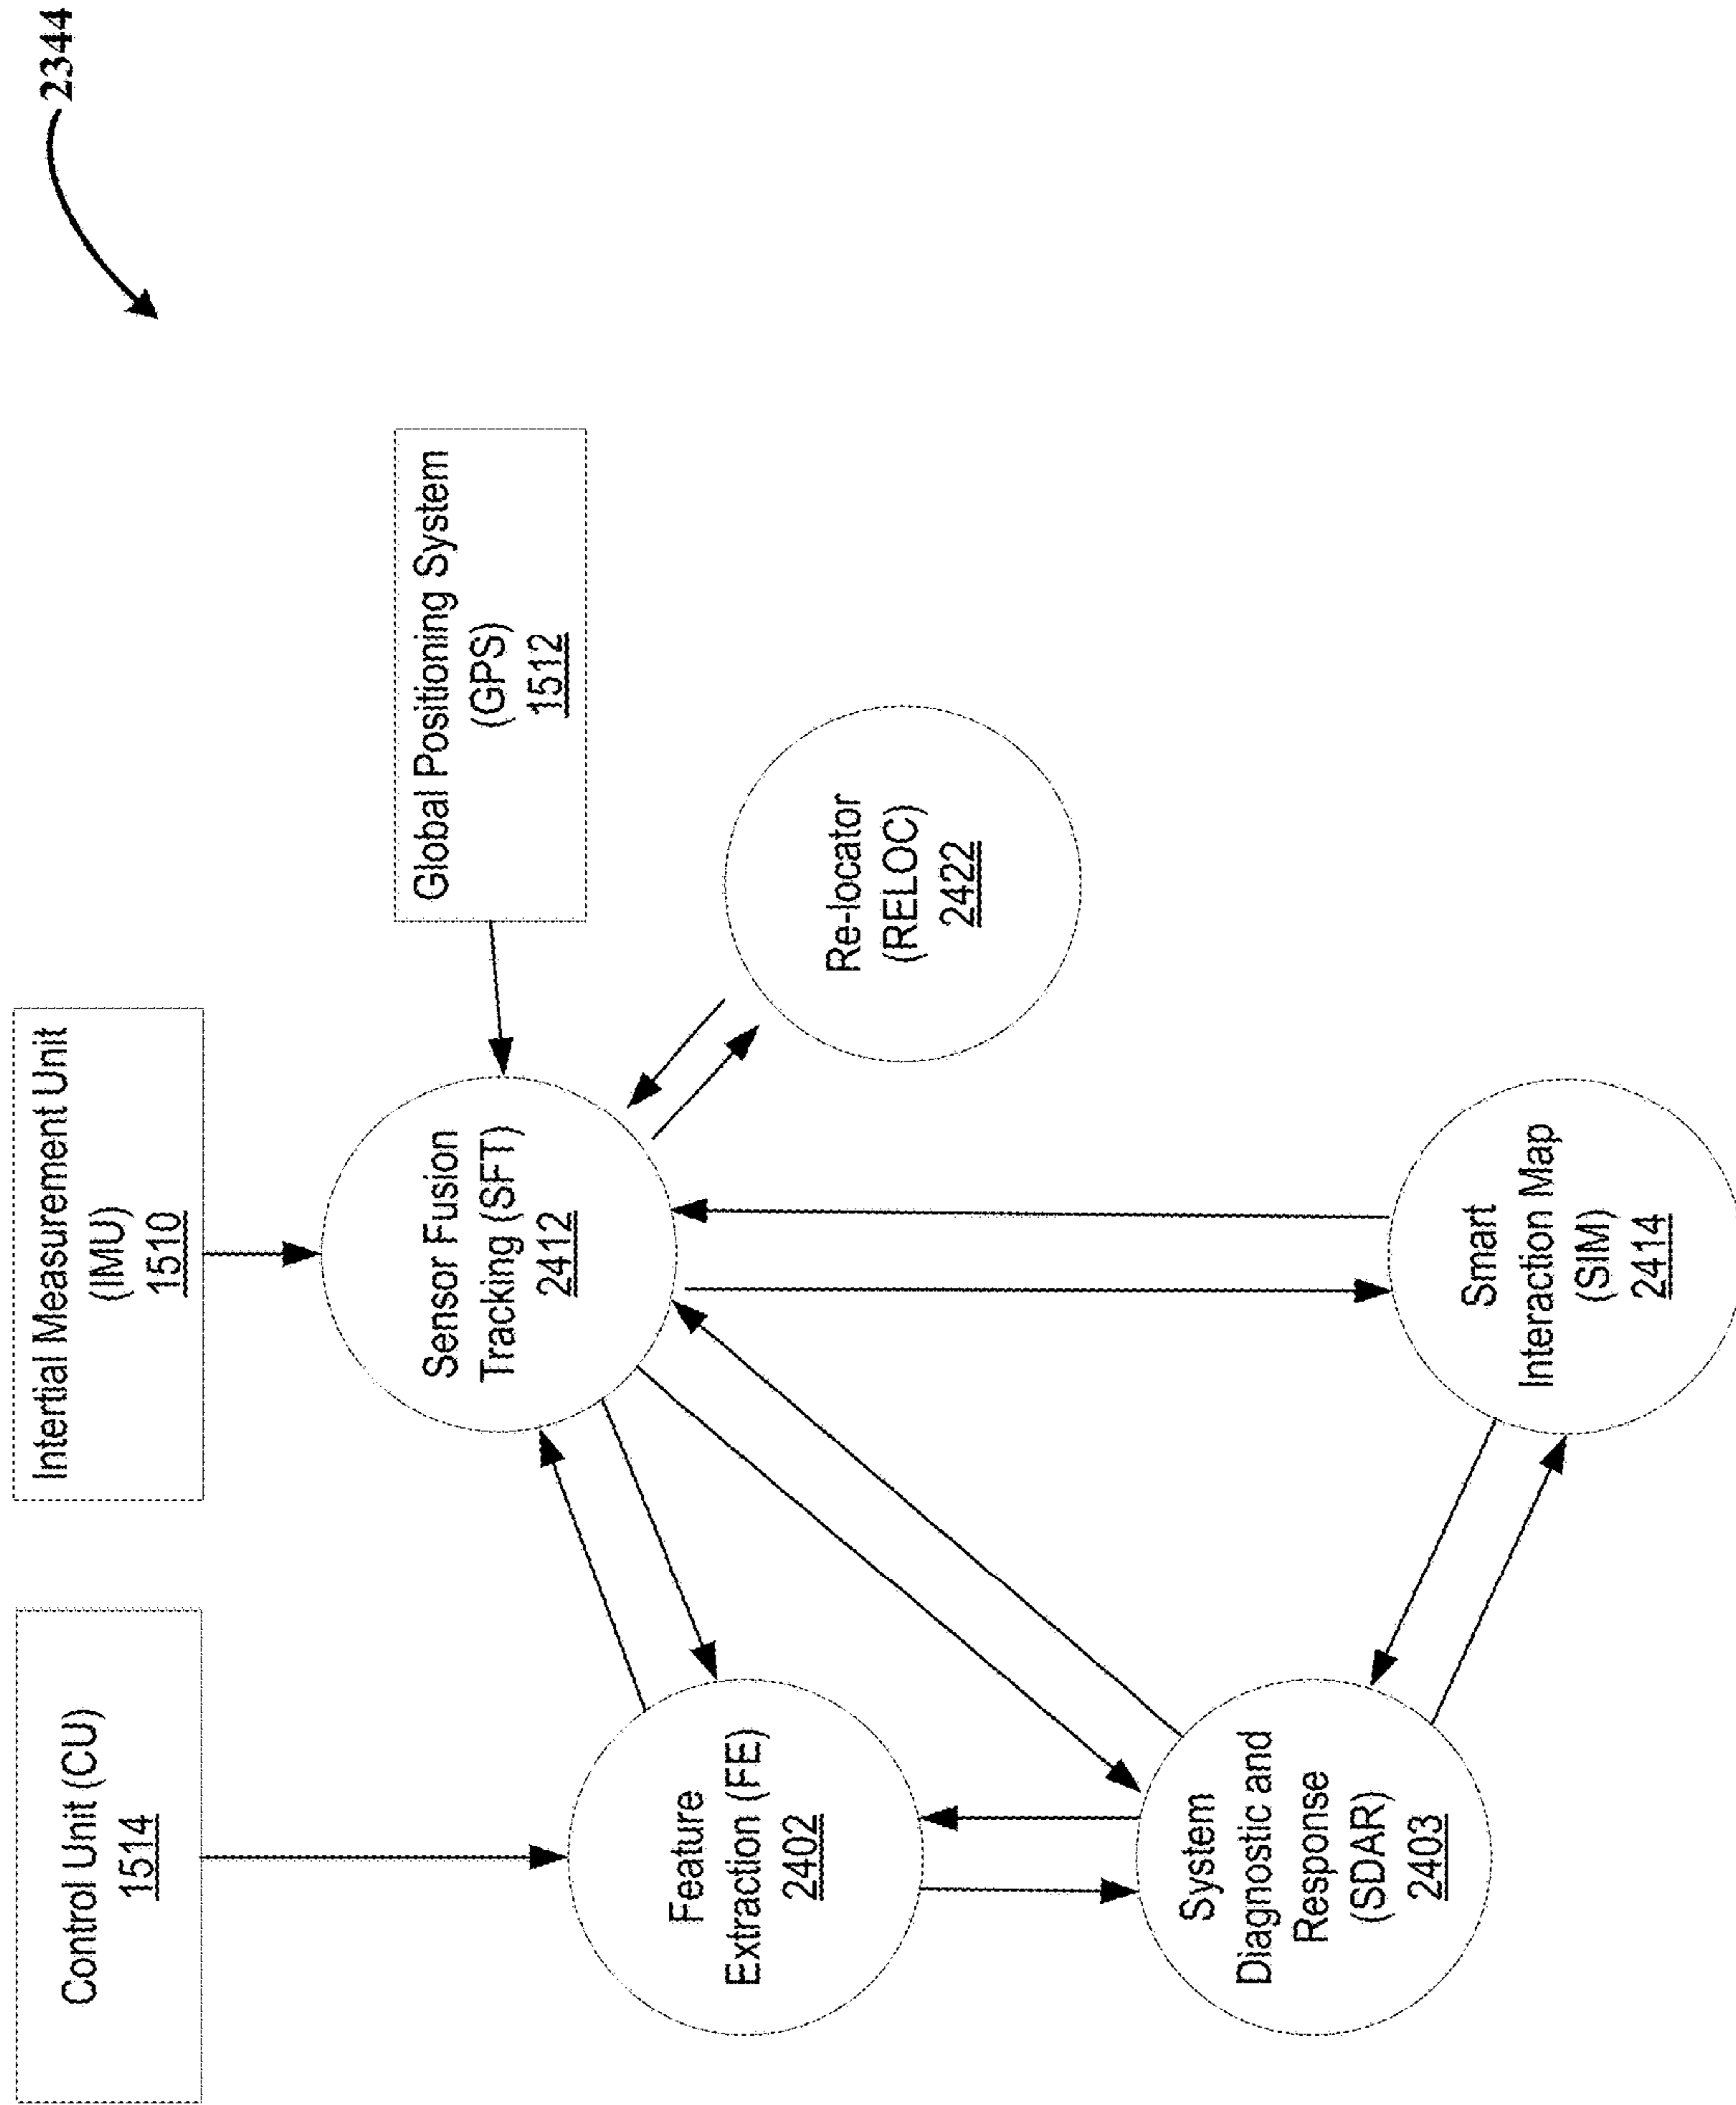 2344
Control Unit (CU)
1514
Intertial Measurement Unit
(IMU)
1510
Global Positioning System
(GPS)
1512
Sensor Fusion
Tracking (SFT)
2412
Feature
Extraction (FE)
2402
Re-locator
(RELOC)
2422
System
Diagnostic and
Response
(SDAR)
2403
Smart
Interaction Map
(SIM)
2414